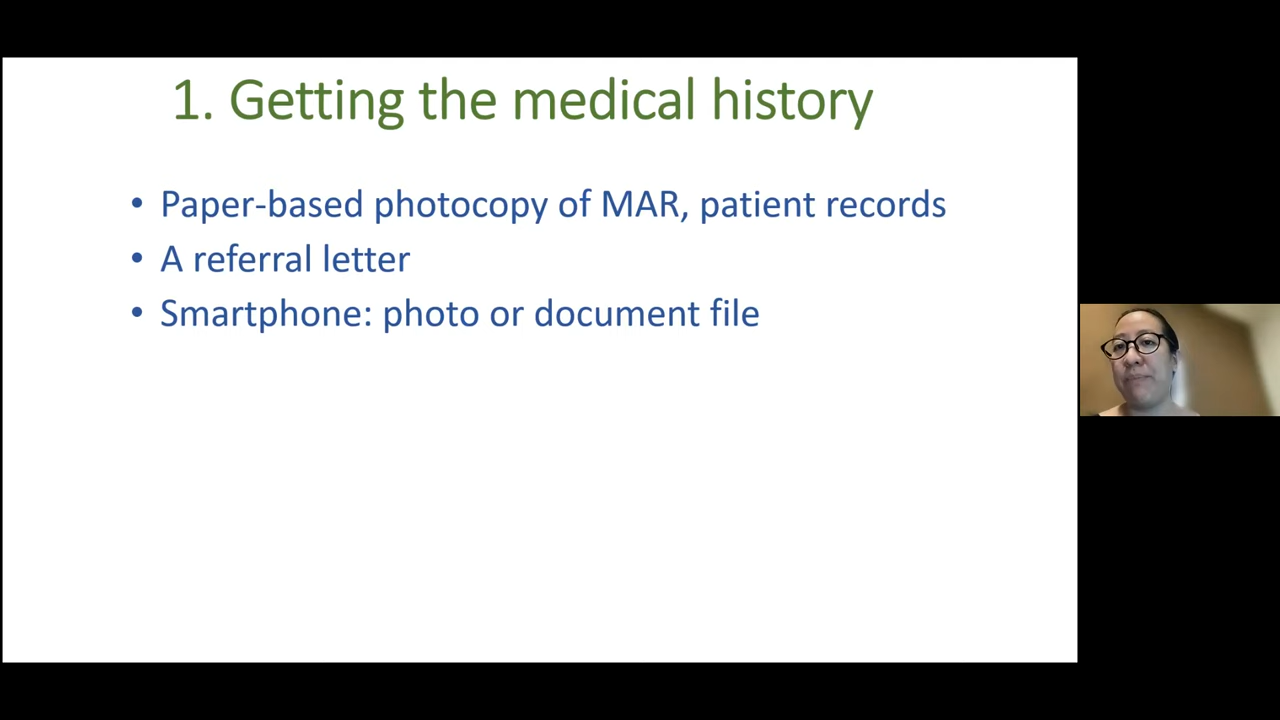 1. Getting the medical history
• Paper-based photocopy of MAR, patient records
• A referral letter
• Smartphone: photo or document file